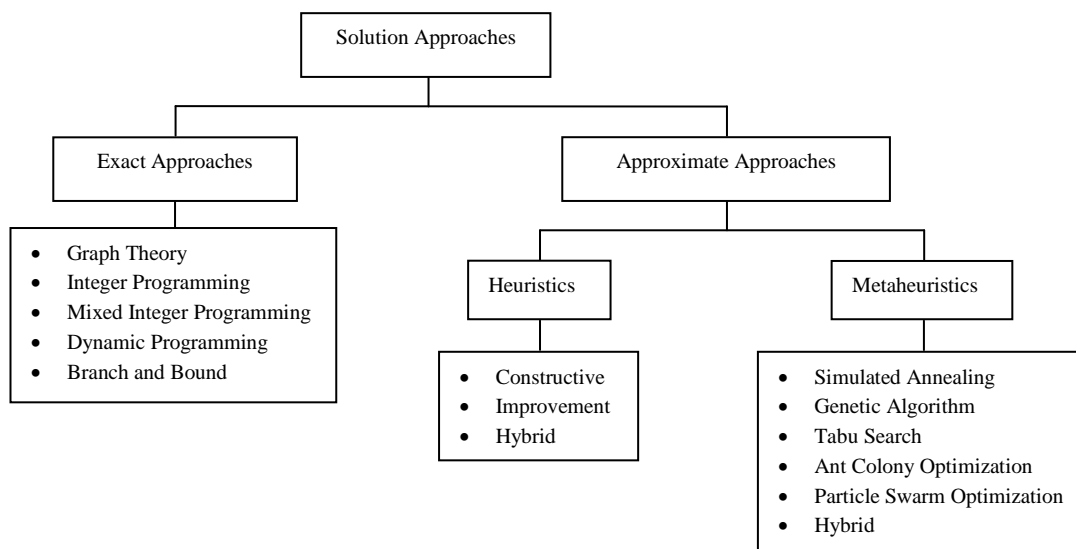 Solution Approaches
Exact Approaches
Approximate Approaches
• Graph Theory
• Integer Programming
• Mixed Integer Programming
• Dynamic Programming
• Branch and Bound
Heuristics
Metaheuristics
• Constructive
• Improvement
• Hybrid
• Simulated Annealing
• Genetic Algorithm
• Tabu Search
• Ant Colony Optimization
• Particle Swarm Optimization
• Hybrid